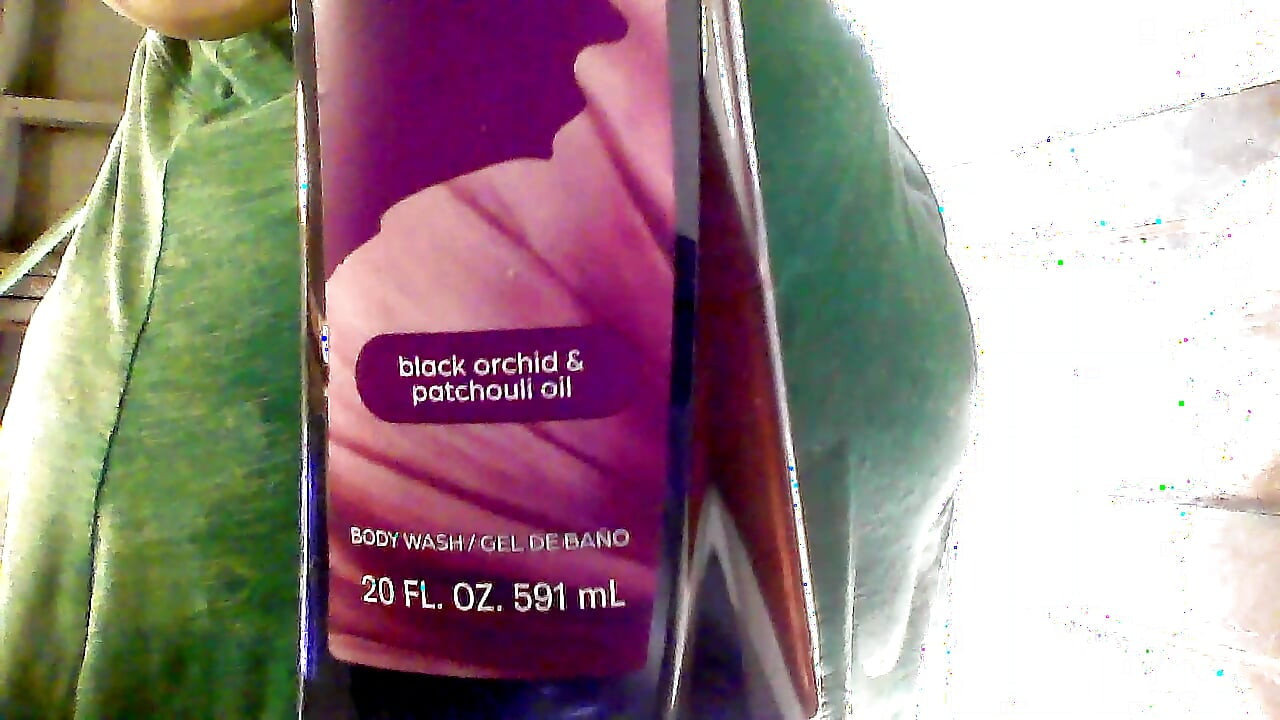 black orchid &
patchouli oil
BODY WASH / GEL DE BAÑO
20 FL. OZ. 591 mL